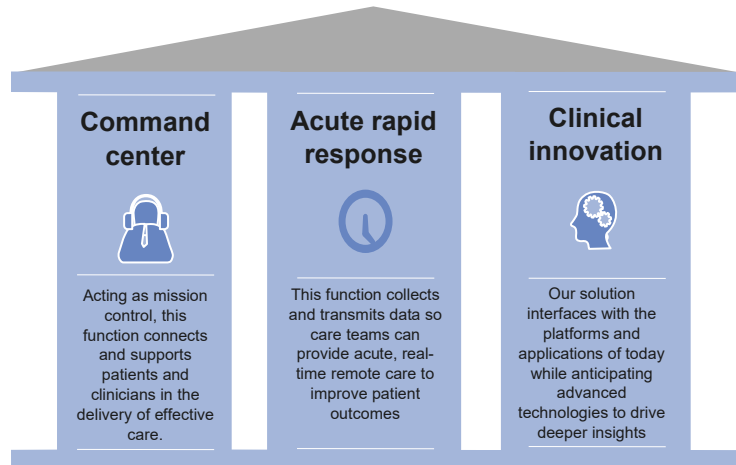 Command
center
Acting as mission
control, this
function connects
and supports
patients and
clinicians in the
delivery of effective
care.
Acute rapid
response
This function collects
and transmits data so
care teams can
provide acute, real-
time remote care to
improve patient
outcomes
Clinical
innovation
Our solution
interfaces with the
platforms and
applications of today
while anticipating
advanced
technologies to drive
deeper insights